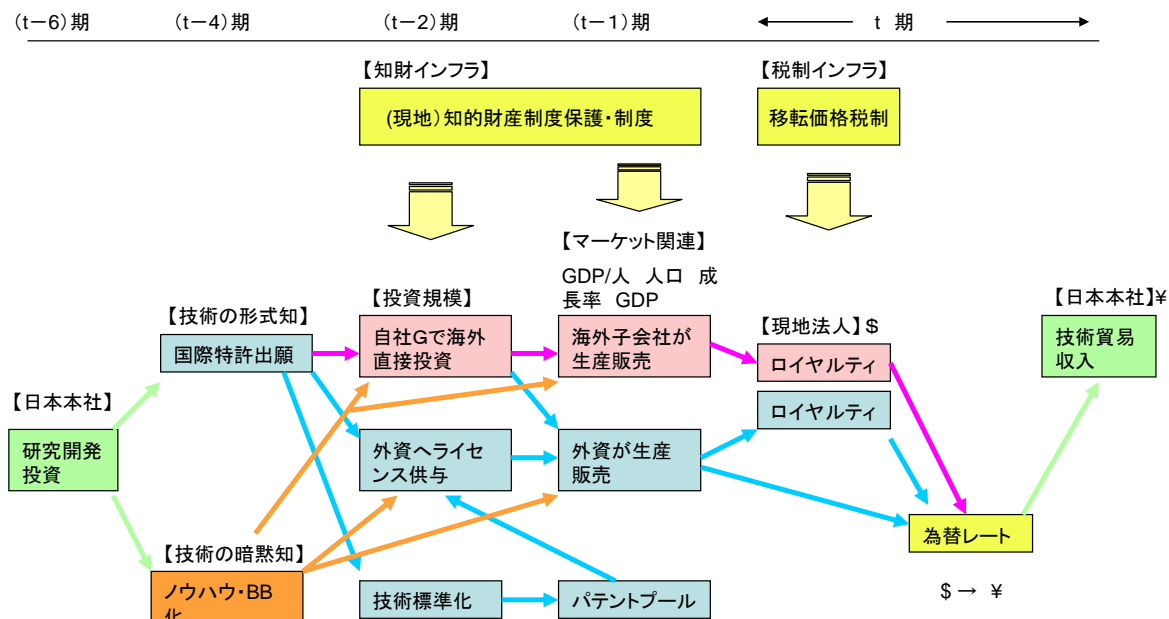 (t－6)期
(t－4)期
(t－2)期
(t－1)期
t 期
【知財インフラ】
【税制インフラ】
(現地)知的財産制度保護・制度
移転価格税制
【マーケット関連】
GDP/人 人口 成
長率 GDP
【投資規模】
【技術の形式知】
【現地法人】$
【日本本社】¥
国際特許出願
自社Gで海外
直接投資
海外子会社が
生産販売
ロイヤルティ
技術貿易
収入
【日本本社】
ロイヤルティ
研究開発
投資
外資へライセ
ンス供与
外資が生産
販売
為替レート
【技術の暗黙知】
ノウハウ・BB
化
技術標準化
パテントプール
$ → ¥